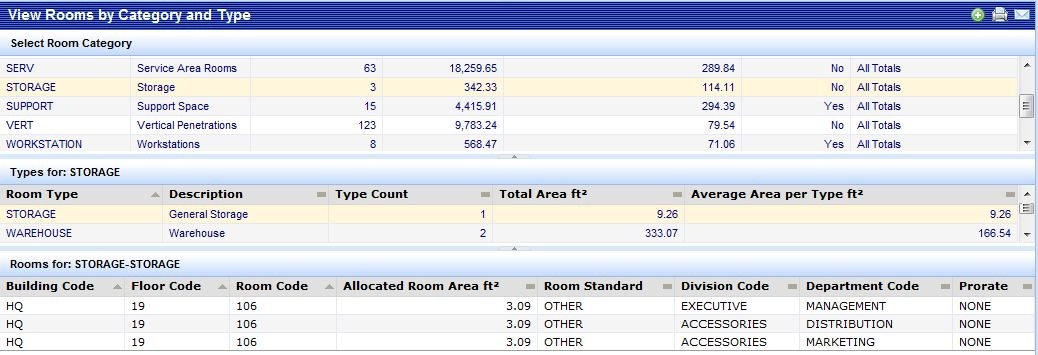 View Rooms by Category and Type
Select Room Category
SERV Service Area Rooms 63 18,259.65 289.84 No All Totals
STORAGE Storage 3 342.33 114.11 No All Totals
SUPPORT Support Space 15 4,415.91 294.39 Yes All Totals
VERT Vertical Penetrations 123 9,783.24 79.54 No All Totals
WORKSTATION Workstations 8 568.47 71.06 Yes All Totals
Types for: STORAGE
Room Type Description Type Count Total Area ft² Average Area per Type ft²
STORAGE General Storage 1 9.26 9.26
WAREHOUSE Warehouse 2 333.07 166.54
Rooms for: STORAGE-STORAGE
Building Code Floor Code Room Code Allocated Room Area ft² Room Standard Division Code Department Code Prorate
HQ 19 106 3.09 OTHER EXECUTIVE MANAGEMENT NONE
HQ 19 106 3.09 OTHER ACCESSORIES DISTRIBUTION NONE
HQ 19 106 3.09 OTHER ACCESSORIES MARKETING NONE